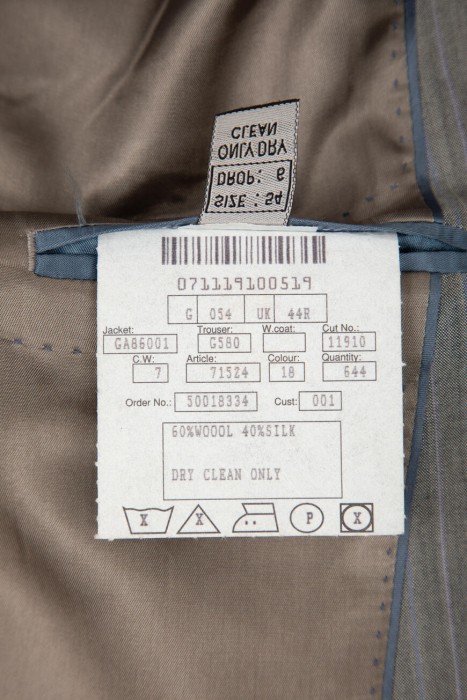 SIZE: 54
DROP: 6
ONLY DRY
CLEAN
071119100519
G 054 UK 44R
Jacket: Trouser: W.coat: Cut No.:
GA86001 G580 11910
C.W: Article: Colour: Quantity:
7 71524 18 644
Order No.: 50018334 Cust: 001
60%WOOOL 40%SILK
DRY CLEAN ONLY
X X P X